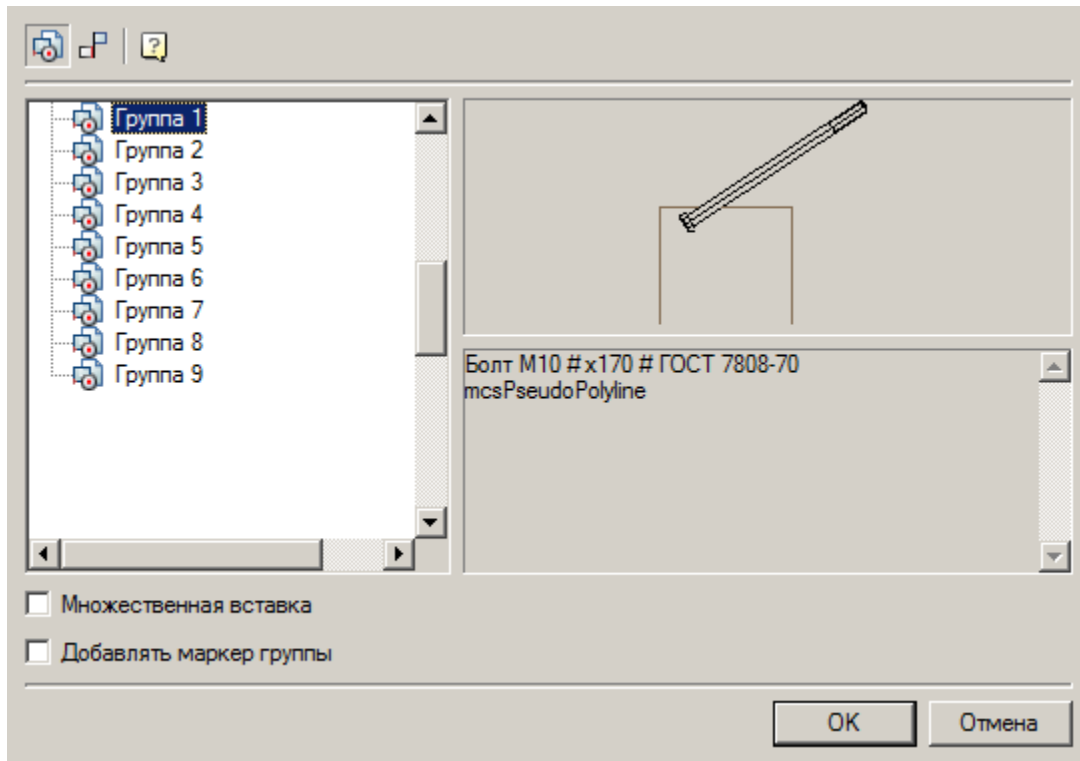 Группа 1
Группа 2
Группа 3
Группа 4
Группа 5
Группа 6
Группа 7
Группа 8
Группа 9
Болт М10 # x170 # ГОСТ 7808-70
mcsPseudoPolyline
Множественная вставка
Добавлять маркер группы
OK
Отмена